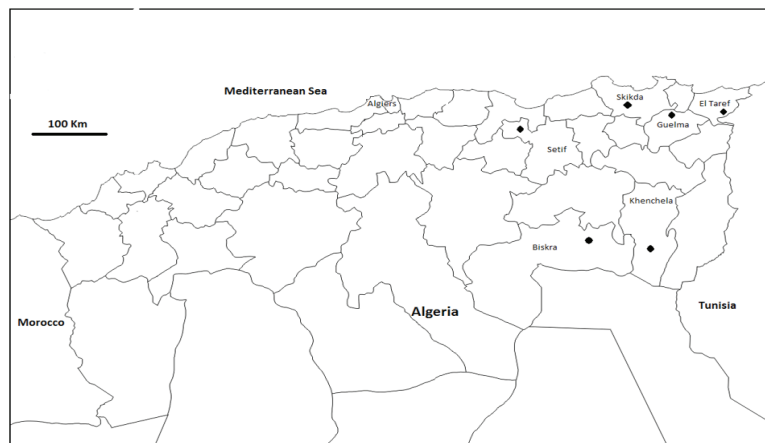 Mediterranean Sea
Algiers
Skikda
El Taref
100 Km
Guelma
Setif
Khenchela
Biskra
Algeria
Tunisia
Morocco